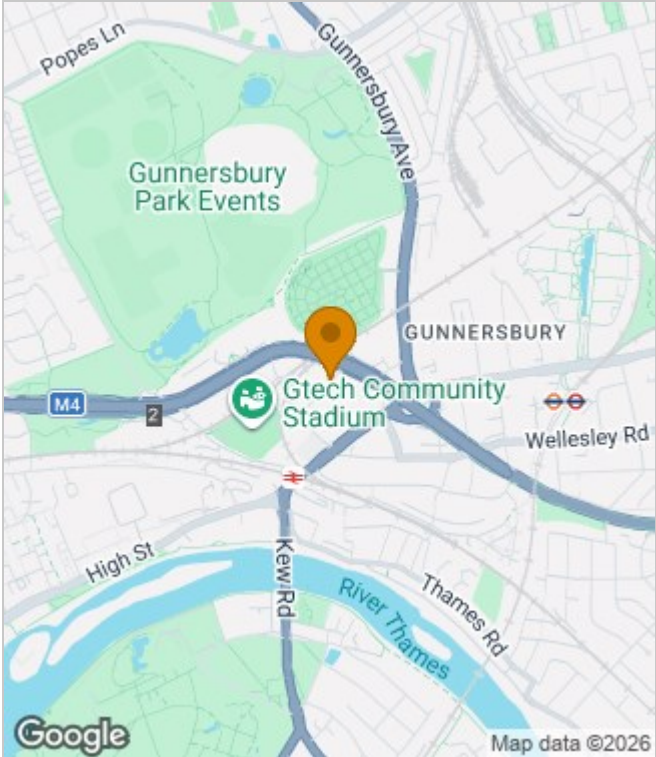 Popes Ln
Gunnersbury Ave
Gunnersbury
Park Events
GUNNERSBURY
M4
2
Gtech Community
Stadium
Wellesley Rd
High St
Kew Rd
Thames Rd
River Thames
Google
Map data ©2026